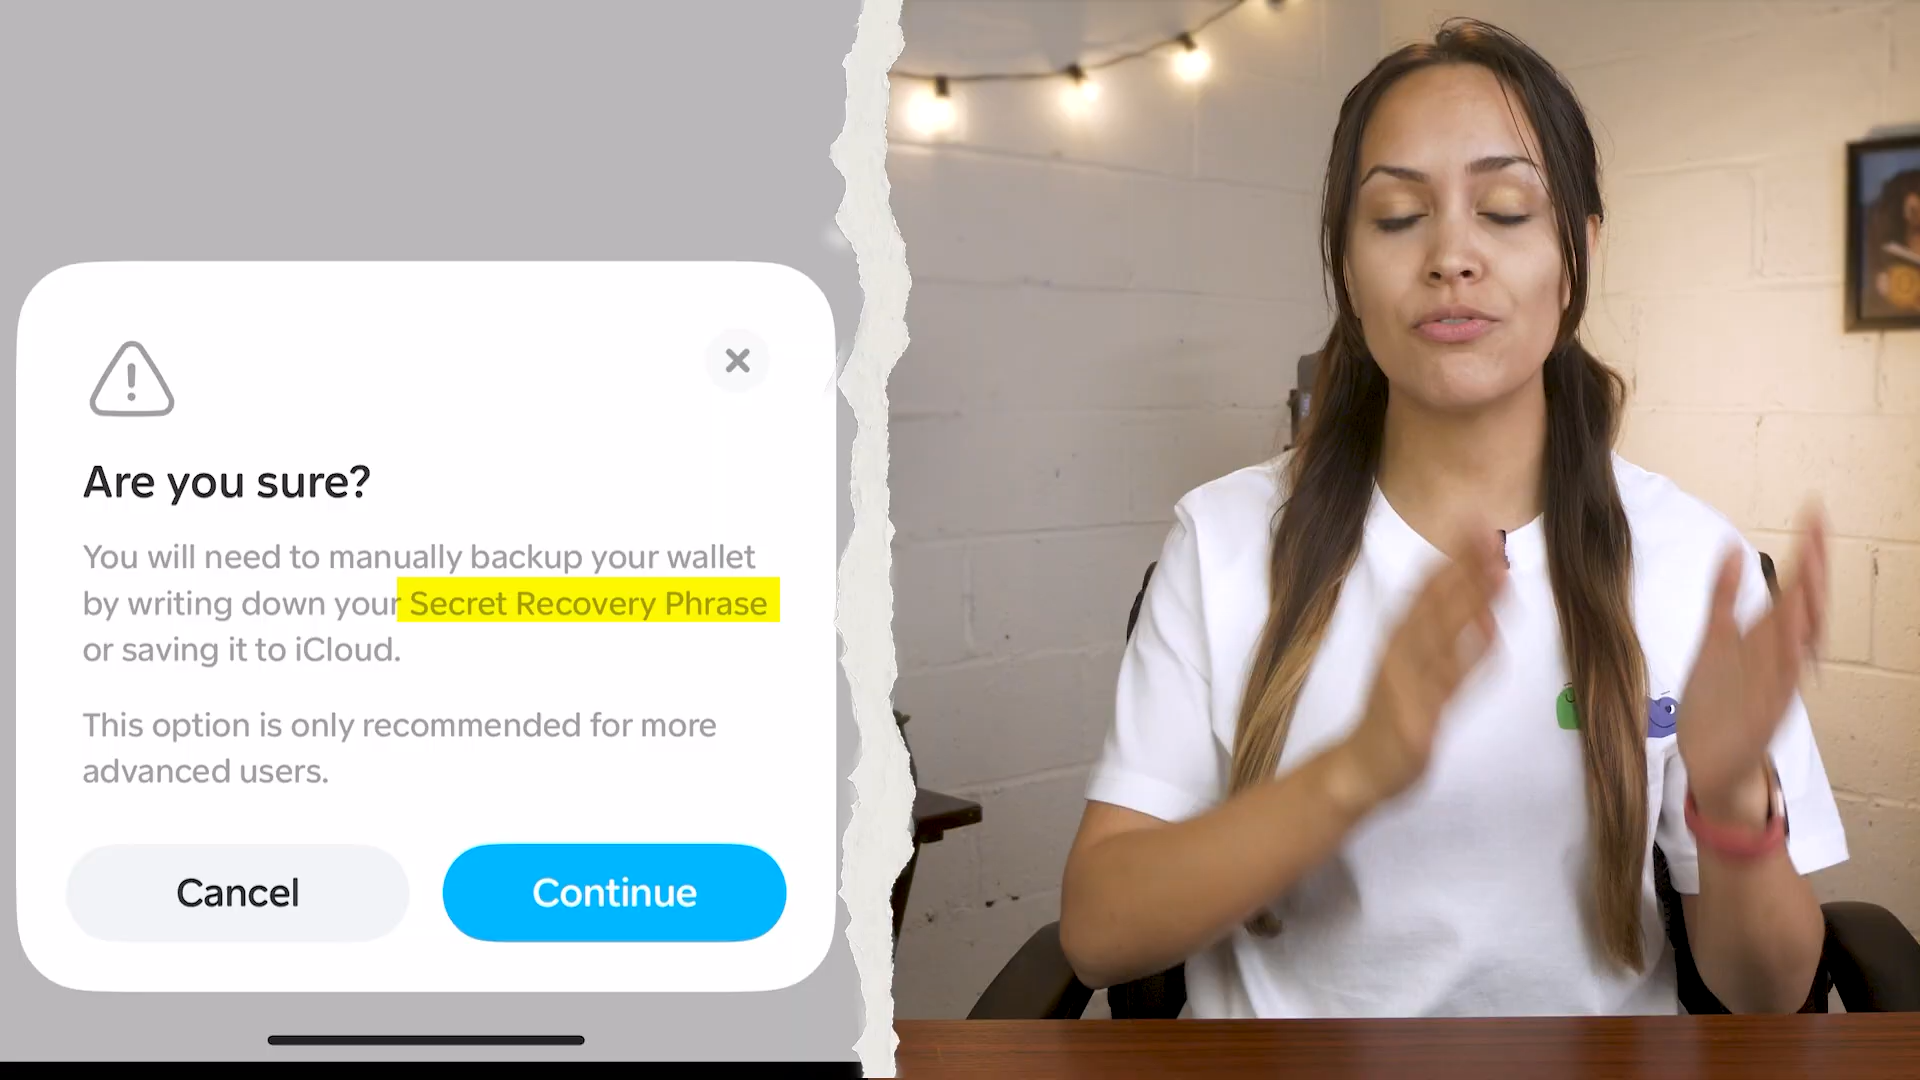 Are you sure?
You will need to manually backup your wallet
by writing down your Secret Recovery Phrase
or saving it to iCloud.
This option is only recommended for more
advanced users.
Cancel
Continue